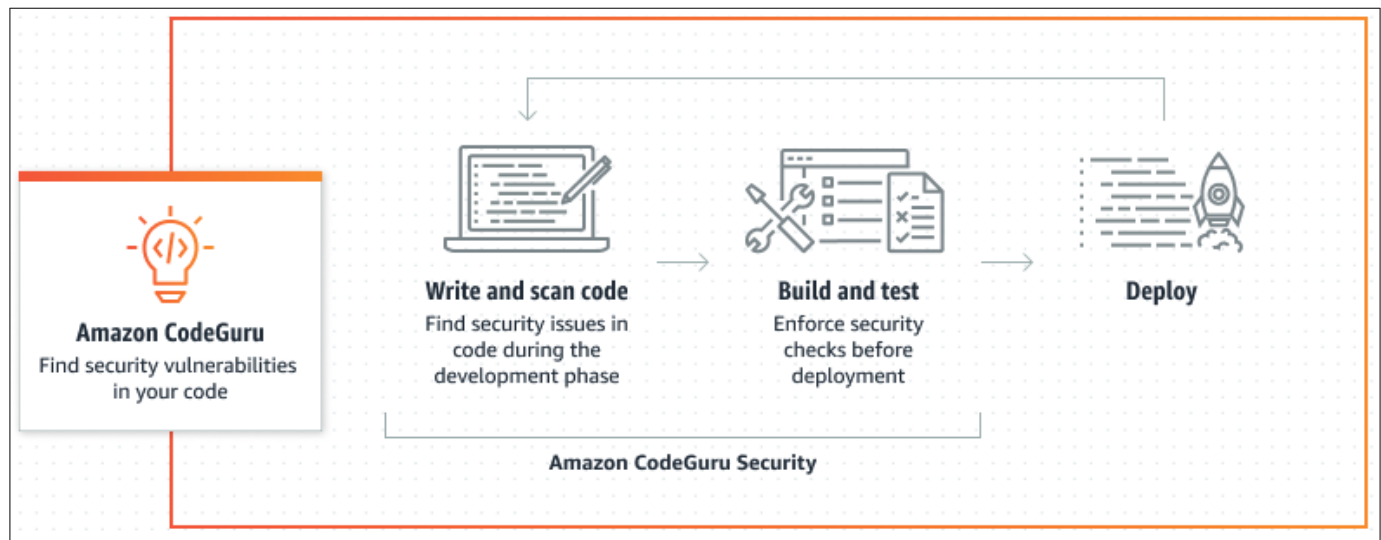 Amazon CodeGuru
Find security vulnerabilities
in your code
Write and scan code
Find security issues in
code during the
development phase
Build and test
Enforce security
checks before
deployment
Deploy
Amazon CodeGuru Security